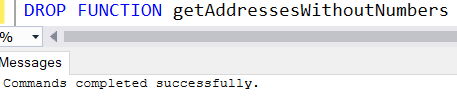 DROP FUNCTION getAddressesWithoutNumbers
%
Messages
Commands completed successfully.